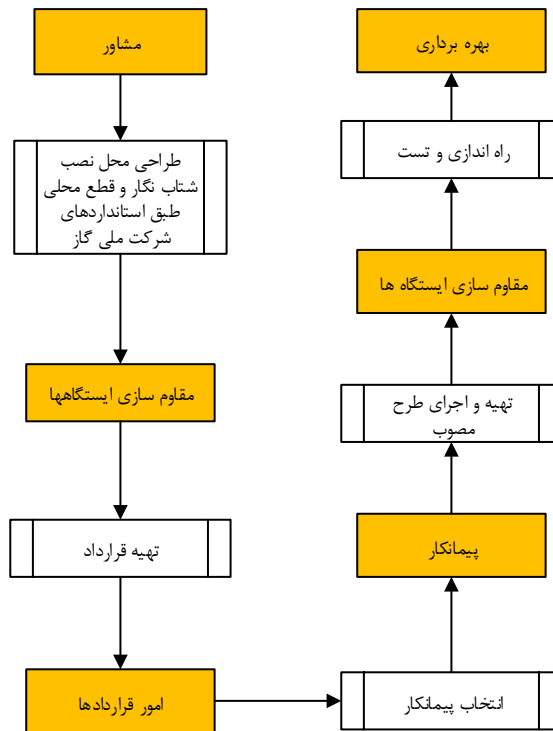 مشاور
طراحی محل نصب
شتاب نگار و قطع محلی
طبق استانداردهای
شرکت ملی گاز
مقاوم سازی ایستگاهها
تهیه قرارداد
امور قراردادها
انتخاب پیمانکار
پیمانکار
تهیه و اجرای طرح
مصوب
مقاوم سازی ایستگاه ها
راه اندازی و تست
بهره برداری